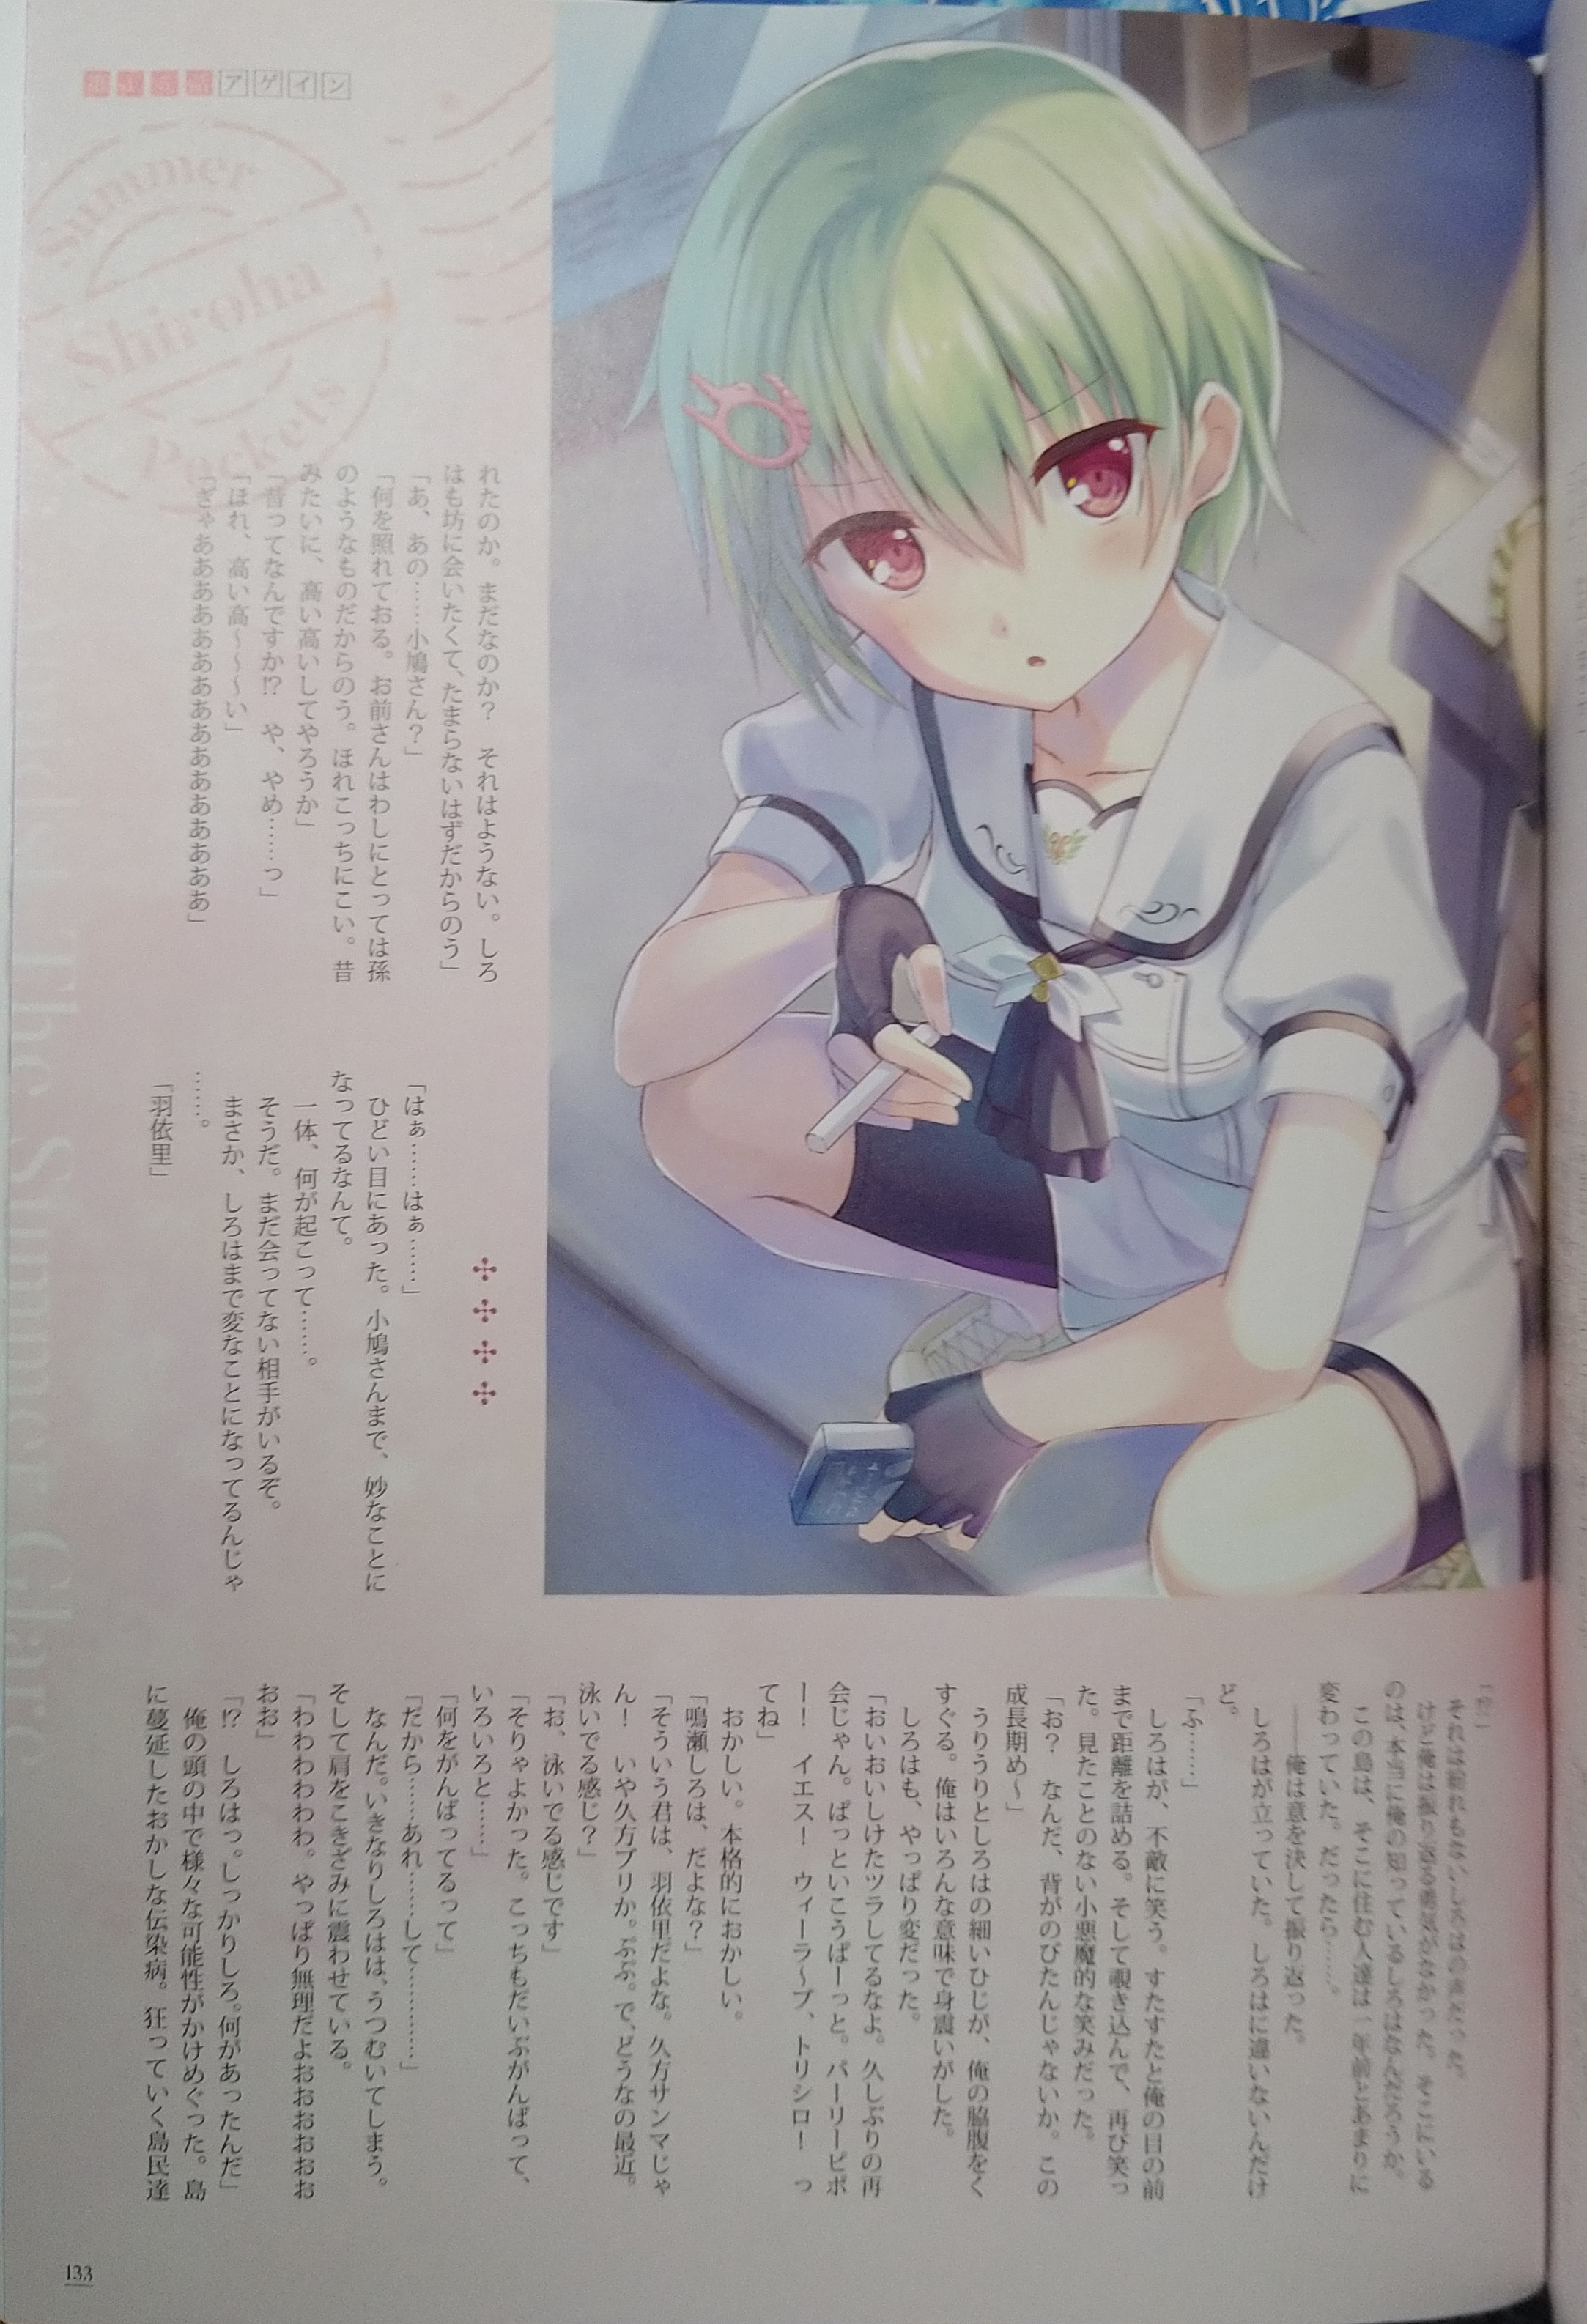 アゲイン
Summer
Shiroha
Pockets
れたのか。まだなのか？　それはようない。しろ
はも坊に会いたくて、たまらないはずだからのう」
「あ、あの……小鳩さん？」
「何を照れておる。お前さんはわしにとっては孫
のようなものだからのう。ほれこっちにこい。昔
みたいに、高い高いしてやろうか」
「昔ってなんですか!?　や、やめ……っ」
「ほれ、高い高～～～い」
「ぎゃああああああああああああああああ」
「はぁ……はぁ……」
　ひどい目にあった。小鳩さんまで、妙なことに
なってるなんて。
　一体、何が起こって……。
　そうだ。まだ会ってない相手がいるぞ。
　まさか、しろはまで変なことになってるんじゃ
……。
「羽依里」
　それは紛れもないしろはの声だった。
　けど俺は振り返る勇気がなかった。そこにいる
のは、本当に俺の知っているしろはなんだろうか。
　この島は、そこに住む人達は一年前とあまりに
変わっていた。だったら……。
　――俺は意を決して振り返った。
　しろはが立っていた。しろはに違いないんだけ
ど。
「ふ……」
　しろはが、不敵に笑う。すたすたと俺の目の前
まで距離を詰める。そして覗き込んで、再び笑っ
た。見たことのない小悪魔的な笑みだった。
「お？　なんだ、背がのびたんじゃないか。この
成長期め～」
　うりうりとしろはの細いひじが、俺の脇腹をく
すぐる。俺はいろんな意味で身震いがした。
　しろはも、やっぱり変だった。
「おいおいしけたツラしてるなよ。久しぶりの再
会じゃん。ぱっといこうぱーっと。パーリーピポ
ー！　イエス！　ウィーラ～ブ、トリシロー！　っ
てね」
　おかしい。本格的におかしい。
「鳴瀬しろは、だよな？」
「そういう君は、羽依里だよな。久方サンマじゃ
ん！　いや久方ブリか。ぷぷ。で、どうなの最近。
泳いでる感じ？」
「お、泳いでる感じです」
「そりゃよかった。こっちもだいぶがんばって、
いろいろと……」
「何をがんばってるって」
「だから……あれ……して…………」
　なんだ。いきなりしろはは、うつむいてしまう。
そして肩をこきざみに震わせている。
「わわわわわわ。やっぱり無理だよおおおおおお
おお」
「!?　しろはっ。しっかりしろ。何があったんだ」
　俺の頭の中で様々な可能性がかけめぐった。島
に蔓延したおかしな伝染病。狂っていく島民達
133